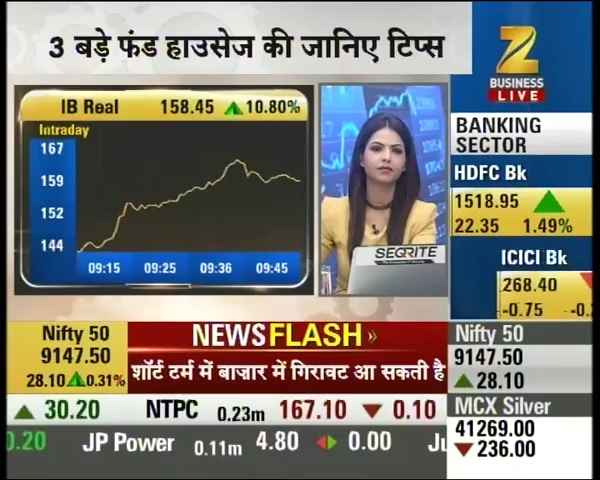 3 बड़े फंड हाउसेज की जानिए टिप्स
Z
BUSINESS
LIVE
IB Real 158.45 10.80%
Intraday
167
159
152
144
09:15 09:25 09:36 09:45
SEQRITE
BANKING
SECTOR
HDFC Bk
1518.95
22.35 1.49%
ICICI Bk
268.40
-0.75
Nifty 50
9147.50
28.10 0.31%
NEWSFLASH
शॉर्ट टर्म में बाजार में गिरावट आ सकती है
Nifty 50
9147.50
28.10
MCX Silver
41269.00
236.00
30.20 NTPC 0.23m 167.10 0.10
0.20 JP Power 0.11m 4.80 0.00 Ju